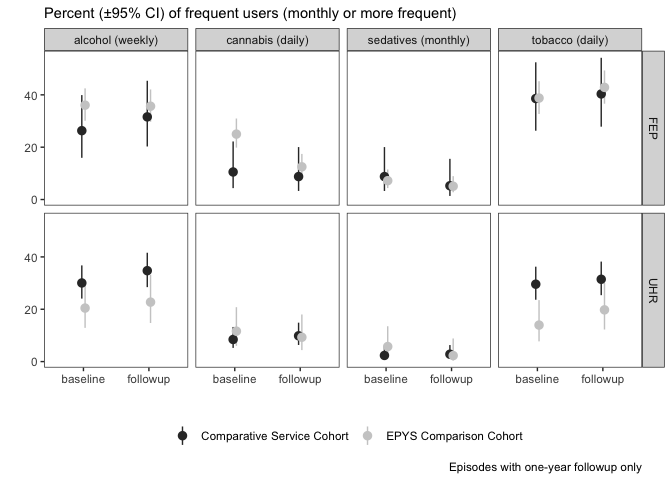 Percent (±95% CI) of frequent users (monthly or more frequent)
alcohol (weekly) cannabis (daily) sedatives (monthly) tobacco (daily)
40
20
0
FEP
40
20
0
UHR
baseline followup baseline followup baseline followup baseline followup
Comparative Service Cohort EPYS Comparison Cohort
Episodes with one-year followup only